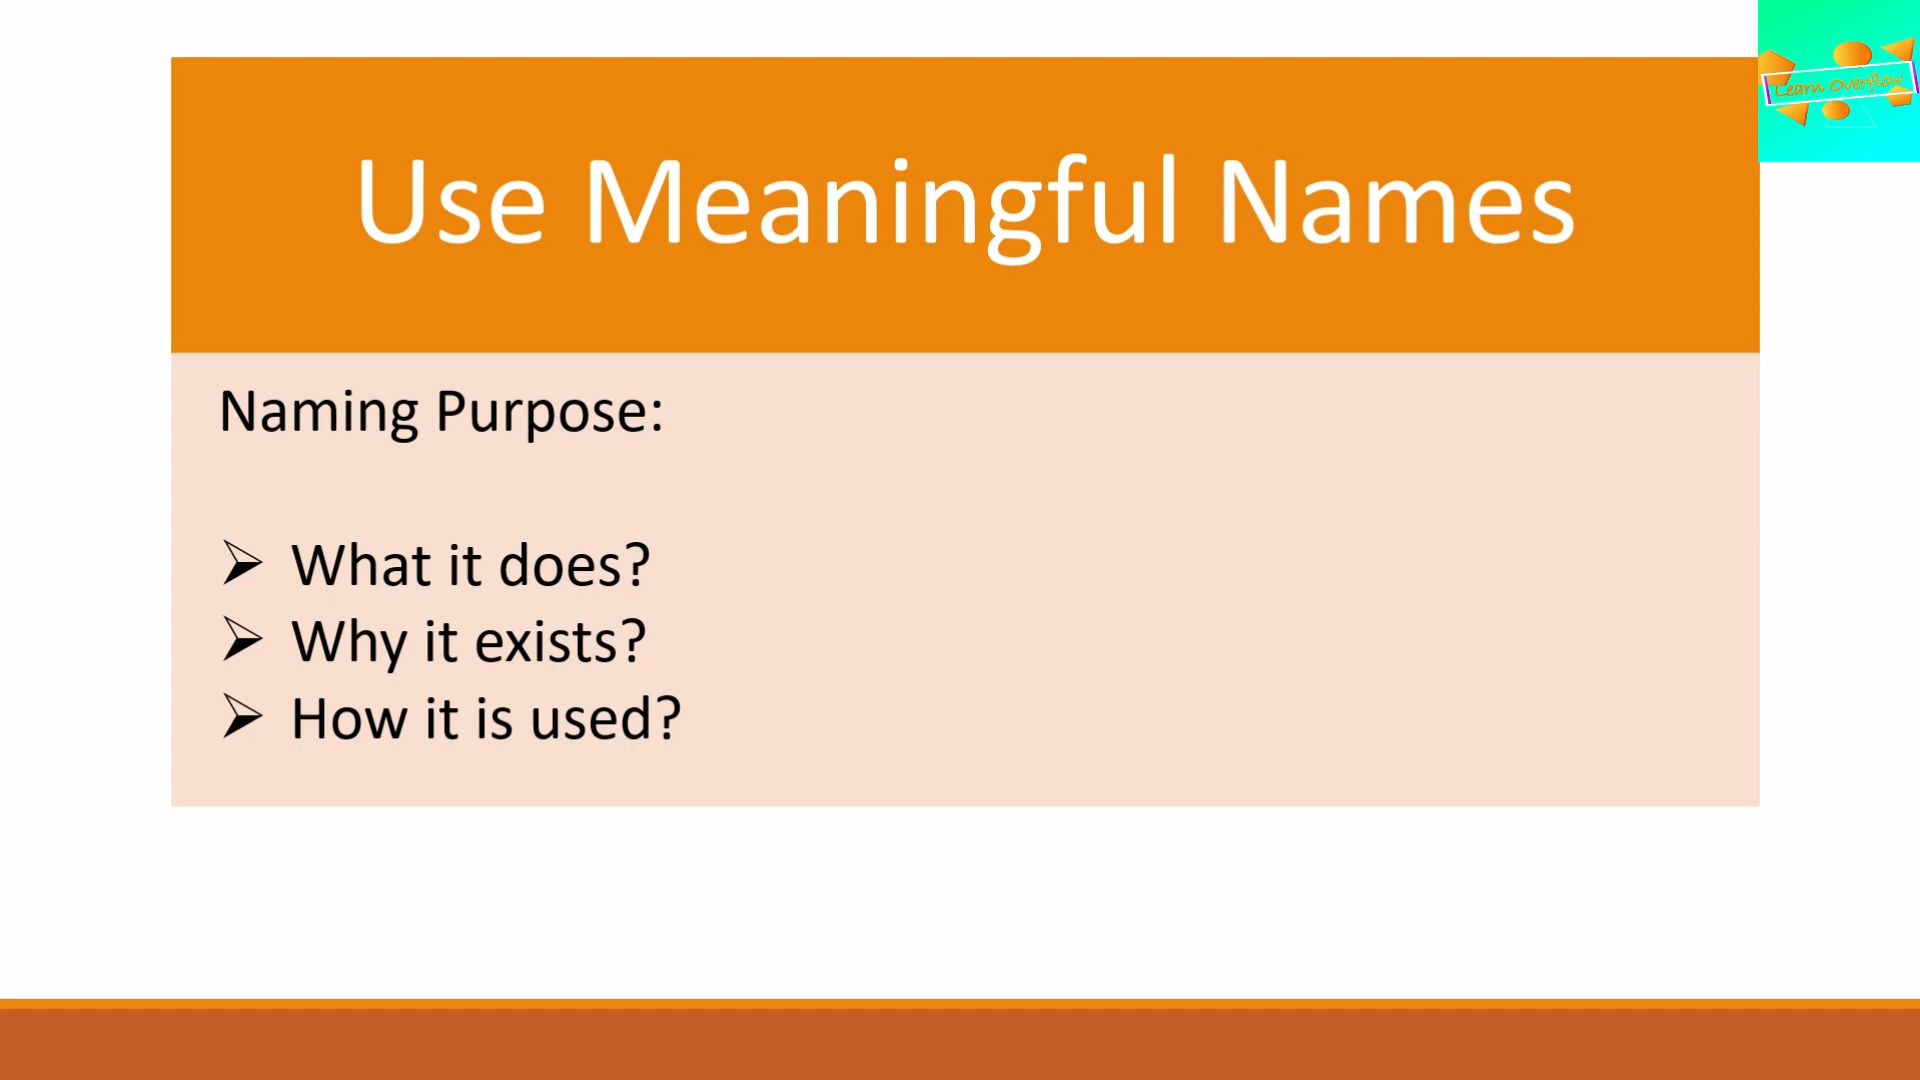 Learn Overflow
Use Meaningful Names
Naming Purpose:
What it does?
Why it exists?
How it is used?